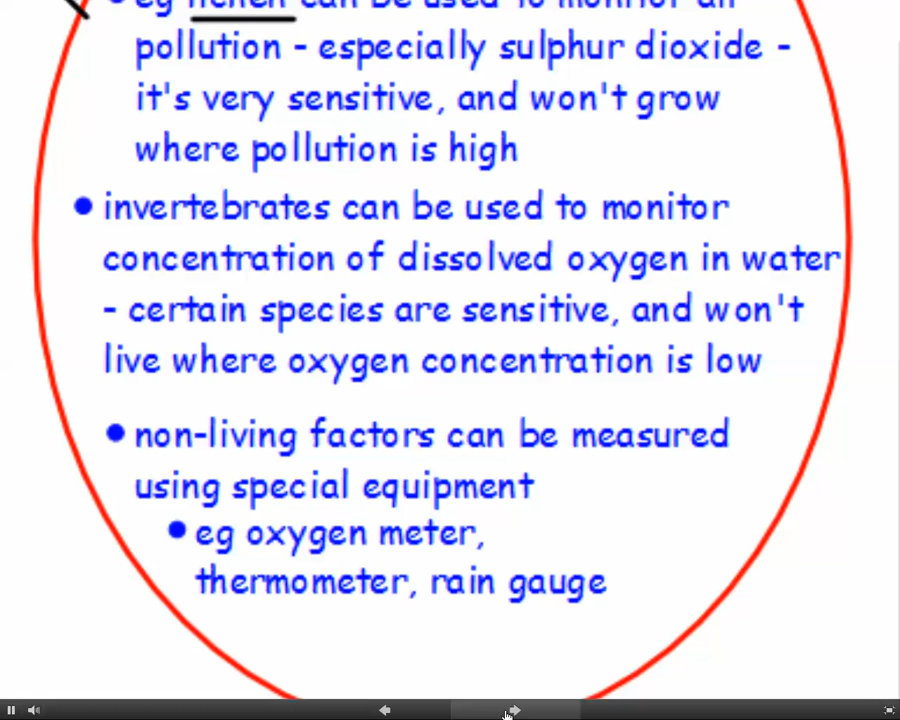 eg lichen can be used to monitor air
pollution - especially sulphur dioxide -
it's very sensitive, and won't grow
where pollution is high
invertebrates can be used to monitor
concentration of dissolved oxygen in water
- certain species are sensitive, and won't
live where oxygen concentration is low
non-living factors can be measured
using special equipment
eg oxygen meter,
thermometer, rain gauge